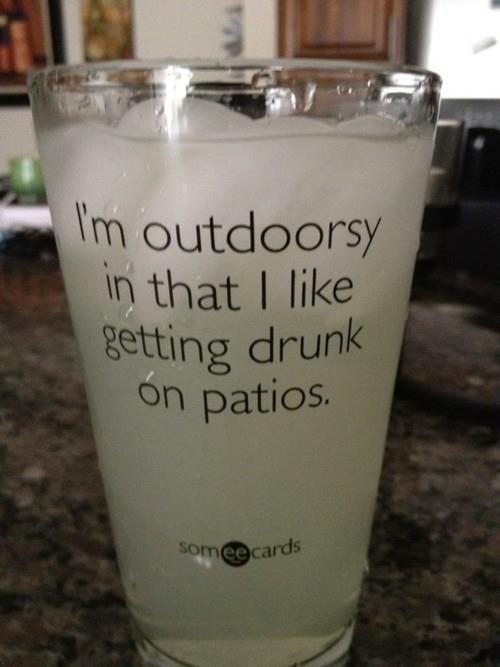 I'm outdoorsy
in that I like
getting drunk
on patios.
someecards